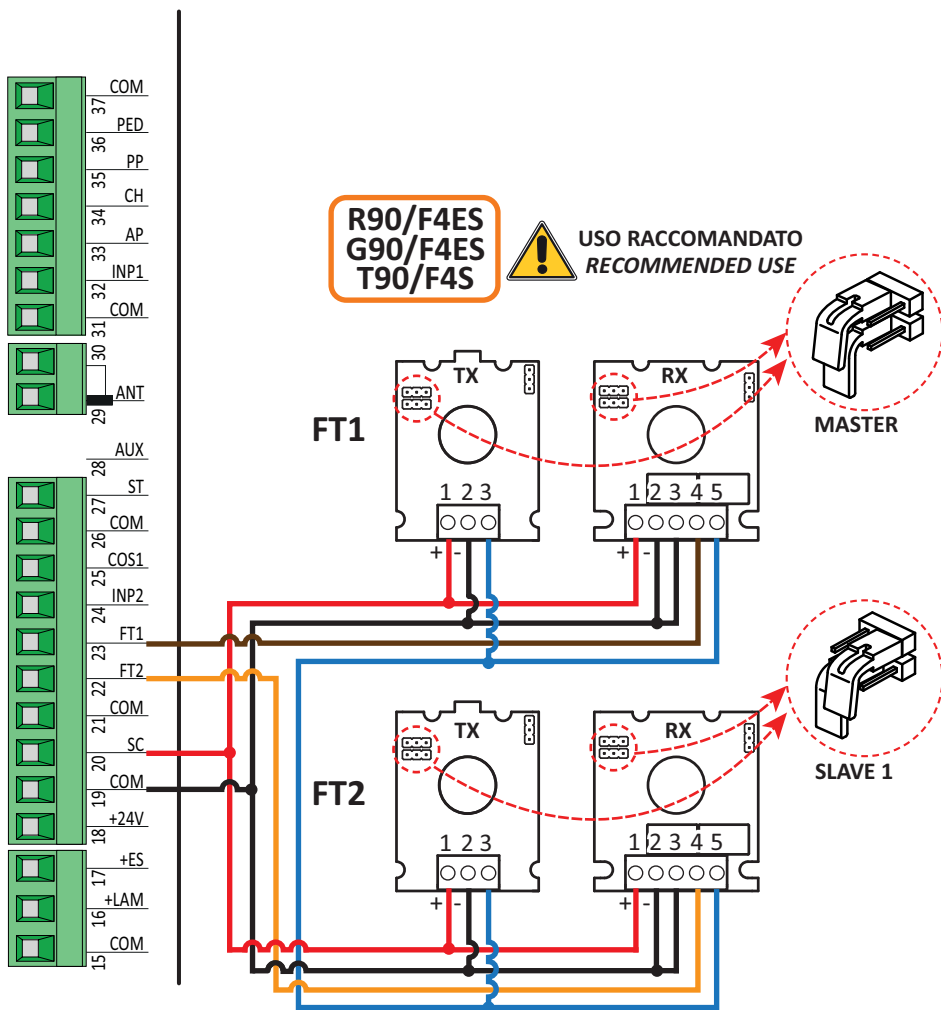 COM
37
PED
36
PP
35
CH
34
AP
33
INP1
32
COM
31
30
ANT
29
AUX
28
ST
27
COM
26
COS1
25
INP2
24
FT1
23
FT2
22
COM
21
SC
20
COM
19
+24V
18
+ES
17
+LAM
16
COM
15
R90/F4ES
G90/F4ES
T90/F4S
USO RACCOMANDATO
RECOMMENDED USE
MASTER
FT1
TX
1 2 3
+ -
RX
1 2 3 4 5
+ -
SLAVE 1
FT2
TX
1 2 3
+ -
RX
1 2 3 4 5
+ -